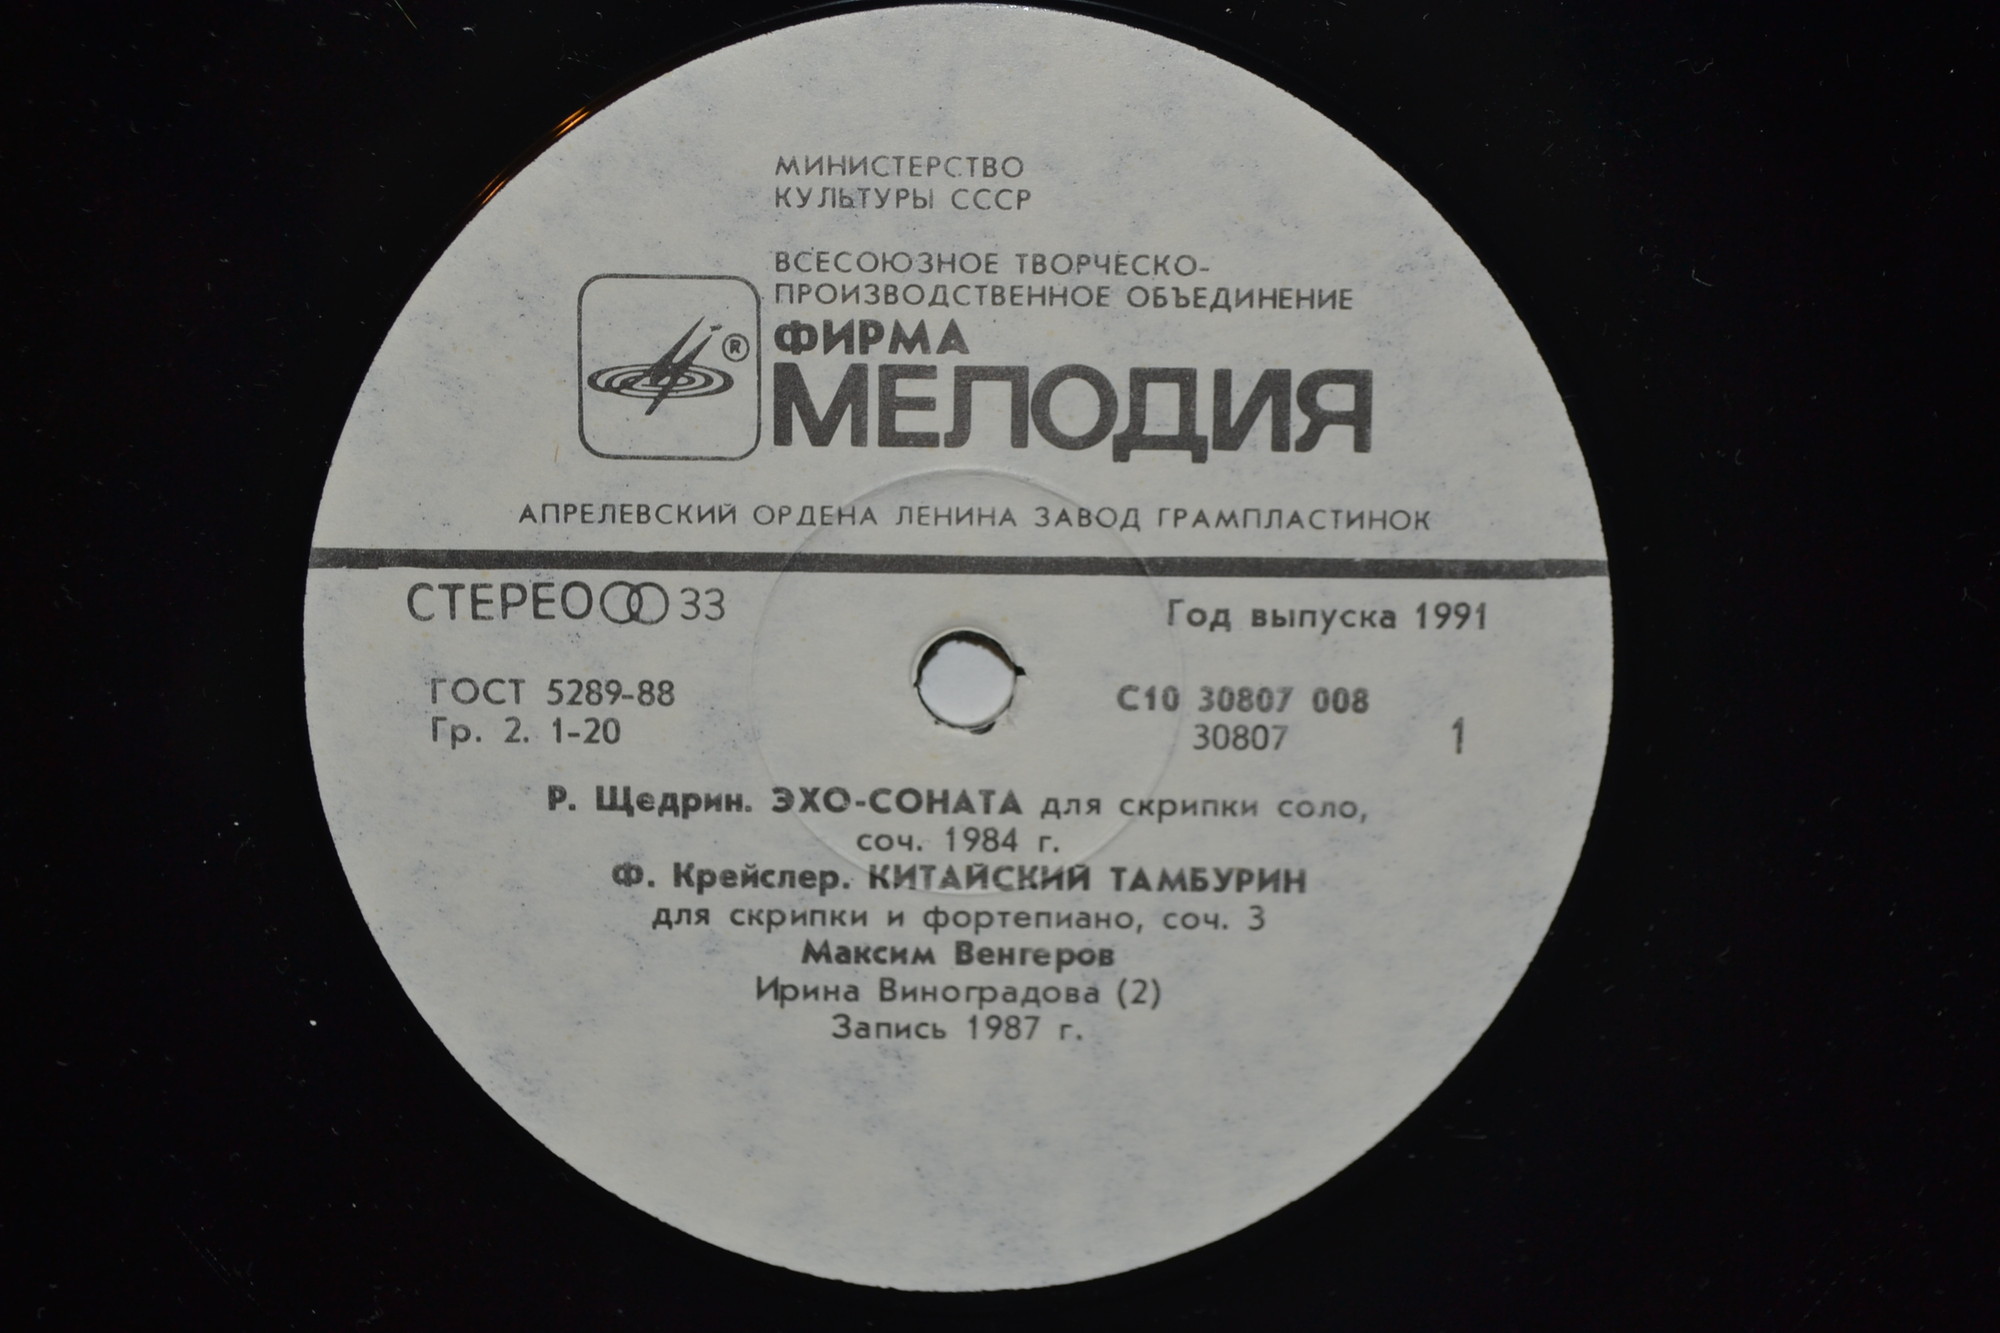 МИНИСТЕРСТВО
КУЛЬТУРЫ СССР
ВСЕСОЮЗНОЕ ТВОРЧЕСКО-
ПРОИЗВОДСТВЕННОЕ ОБЪЕДИНЕНИЕ
ФИРМА
® МЕЛОДИЯ
АПРЕЛЕВСКИЙ ОРДЕНА ЛЕНИНА ЗАВОД ГРАМПЛАСТИНОК
СТЕРЕО 33
Год выпуска 1991
ГОСТ 5289-88
Гр. 2. 1-20
С10 30807 008
30807 1
Р. Щедрин. ЭХО-СОНАТА для скрипки соло,
соч. 1984 г.
Ф. Крейслер. КИТАЙСКИЙ ТАМБУРИН
для скрипки и фортепиано, соч. 3
Максим Венгеров
Ирина Виноградова (2)
Запись 1987 г.